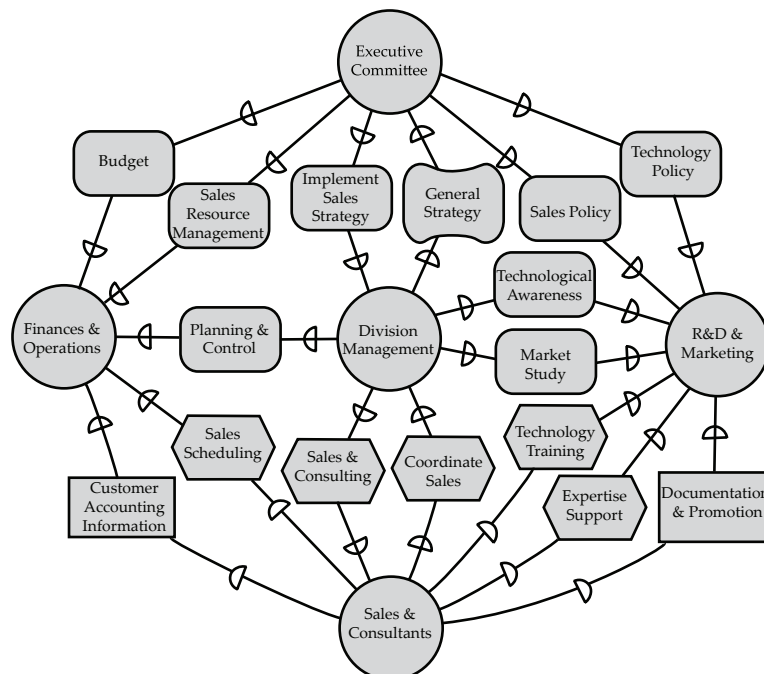 Executive
Committee
Budget
Technology
Policy
Sales
Resource
Management
Implement
Sales
Strategy
General
Strategy
Sales Policy
Technological
Awareness
Finances &
Operations
Planning &
Control
Division
Management
R&D &
Marketing
Market
Study
Sales
Scheduling
Sales &
Consulting
Coordinate
Sales
Technology
Training
Customer
Accounting
Information
Expertise
Support
Documentation
& Promotion
Sales &
Consultants